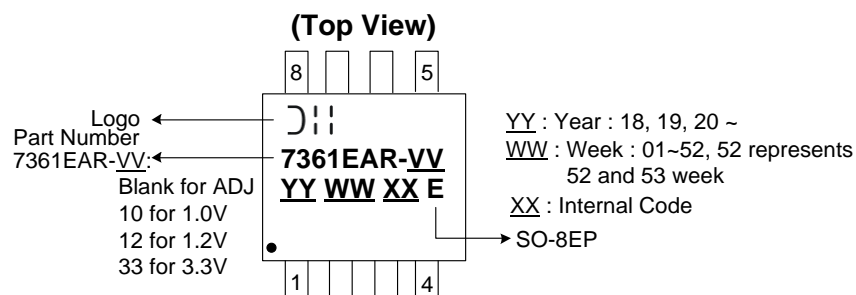 (Top View)
8 5
Logo
Part Number
7361EAR-VV:
Blank for ADJ
10 for 1.0V
12 for 1.2V
33 for 3.3V
7361EAR-VV
YY WW XX E
1 4
YY : Year : 18, 19, 20 ~
WW : Week : 01~52, 52 represents
52 and 53 week
XX : Internal Code
SO-8EP